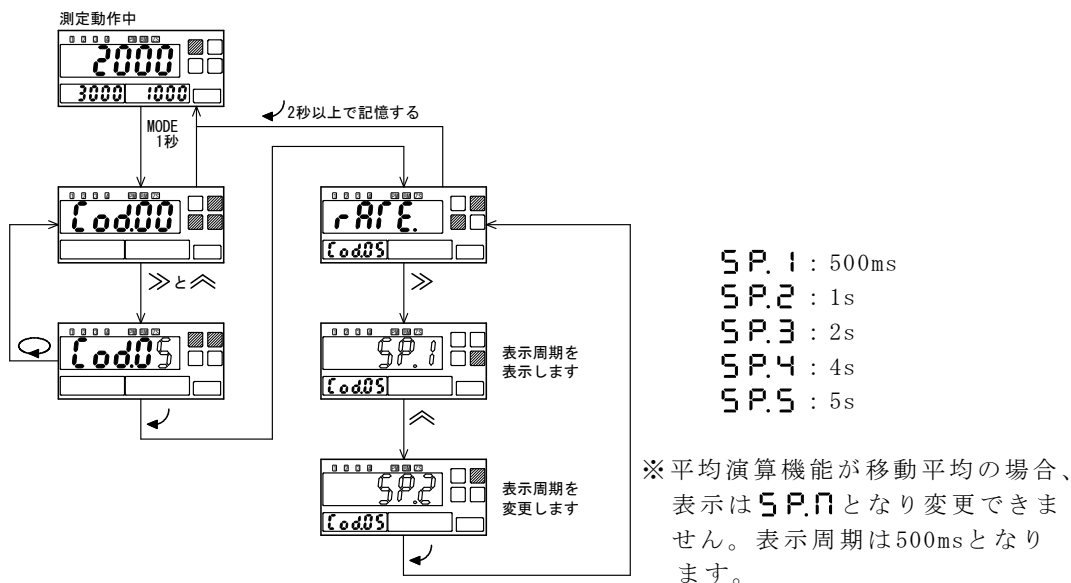 測定動作中
2000
3000 1000
MODE
1秒
2秒以上で記憶する
Cod.00
≫と︽
Cod.05
rATE.
Cod.05
≫
SP.1
Cod.05
表示周期を
表示します
︽
SP.2
Cod.05
表示周期を
変更します
SP.1 : 500ms
SP.2 : 1s
SP.3 : 2s
SP.4 : 4s
SP.5 : 5s
※平均演算機能が移動平均の場合、
表示はSP.Πとなり変更できま
せん。表示周期は500msとなり
ます。